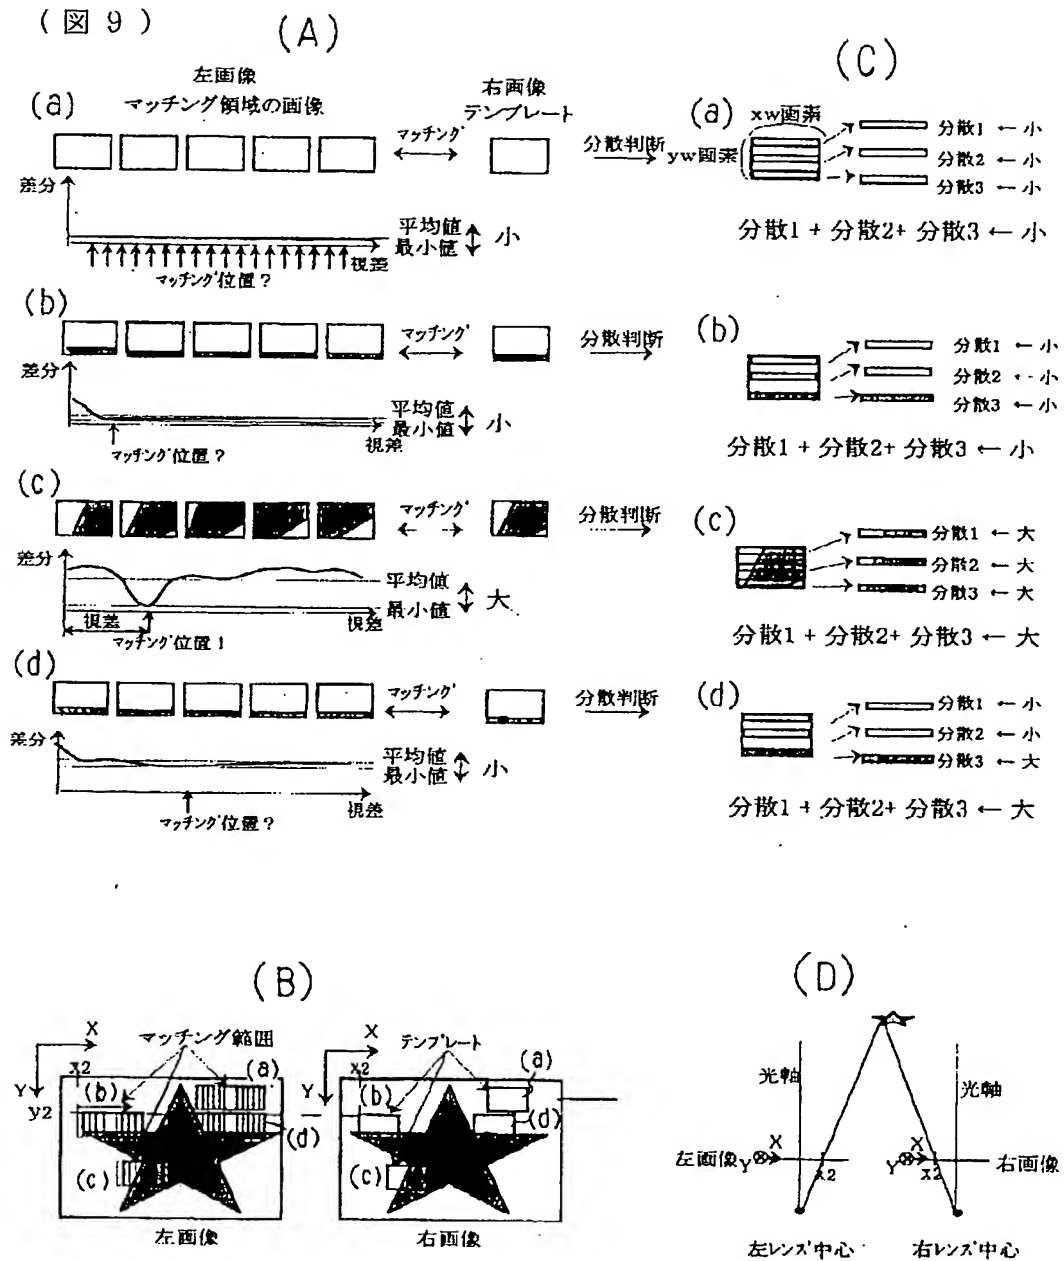 (図9)
(A)
左画像
マッチング領域の画像
右画像
テンプレート
(a)
マッチング
分散判断
差分
平均値
最小値
小
視差
マッチング位置?
(b)
マッチング
分散判断
差分
平均値
最小値
小
視差
マッチング位置?
(c)
マッチング
分散判断
差分
平均値
最小値
大
視差
視差
マッチング位置!
(d)
マッチング
分散判断
差分
平均値
最小値
小
視差
マッチング位置?
(C)
(a)
xw画素
yw画素
分散1 ← 小
分散2 ← 小
分散3 ← 小
分散1 + 分散2+ 分散3 ← 小
(b)
分散1 ← 小
分散2 ← 小
分散3 ← 小
分散1 + 分散2+ 分散3 ← 小
(c)
分散1 ← 大
分散2 ← 大
分散3 ← 大
分散1 + 分散2+ 分散3 ← 大
(d)
分散1 ← 小
分散2 ← 小
分散3 ← 大
分散1 + 分散2+ 分散3 ← 大
(B)
X
マッチング範囲
x2
Y
y2
(a)
(b)
(d)
(c)
左画像
X
テンプレート
x2
Y
(a)
(b)
(d)
(c)
右画像
(D)
光軸
光軸
左画像
Y
X
x2
Y
X
x2
右画像
左レンズ中心
右レンズ中心